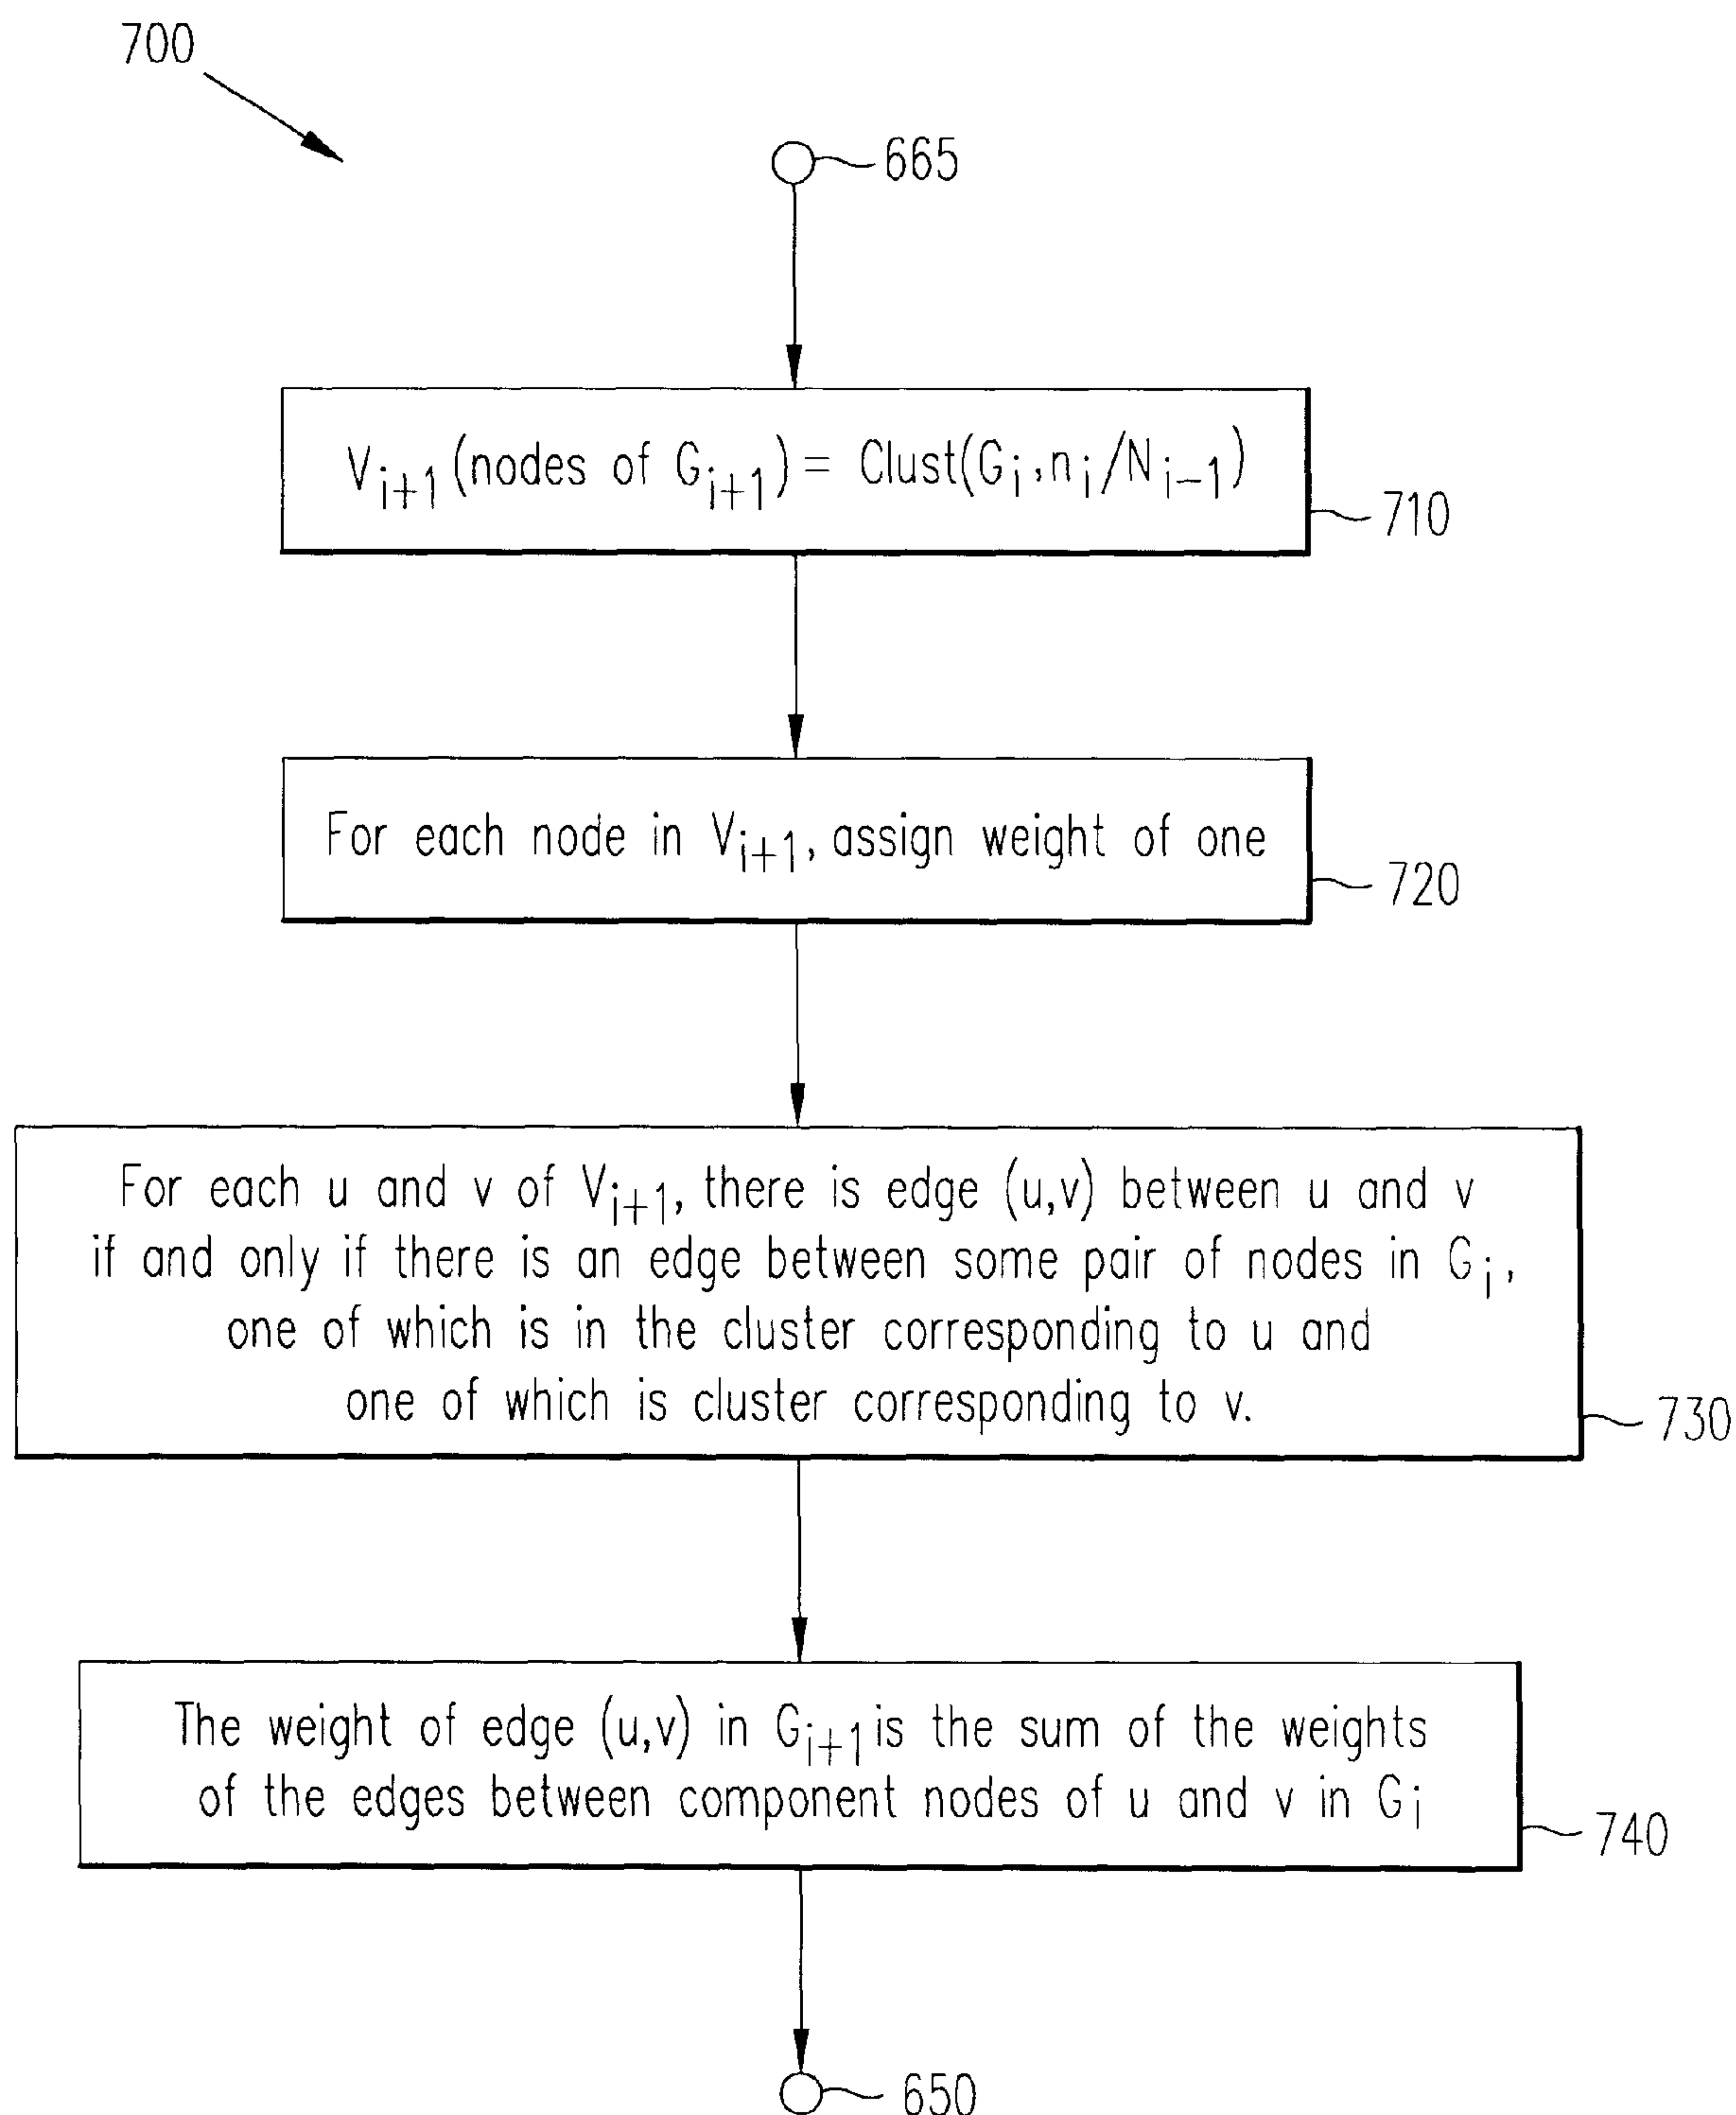 700
665
V_{i+1} (nodes of G_{i+1}) = Clust(G_i, n_i/N_{i-1})
710
For each node in V_{i+1}, assign weight of one
720
For each u and v of V_{i+1}, there is edge (u,v) between u and v
if and only if there is an edge between some pair of nodes in G_i,
one of which is in the cluster corresponding to u and
one of which is cluster corresponding to v.
730
The weight of edge (u,v) in G_{i+1} is the sum of the weights
of the edges between component nodes of u and v in G_i
740
650